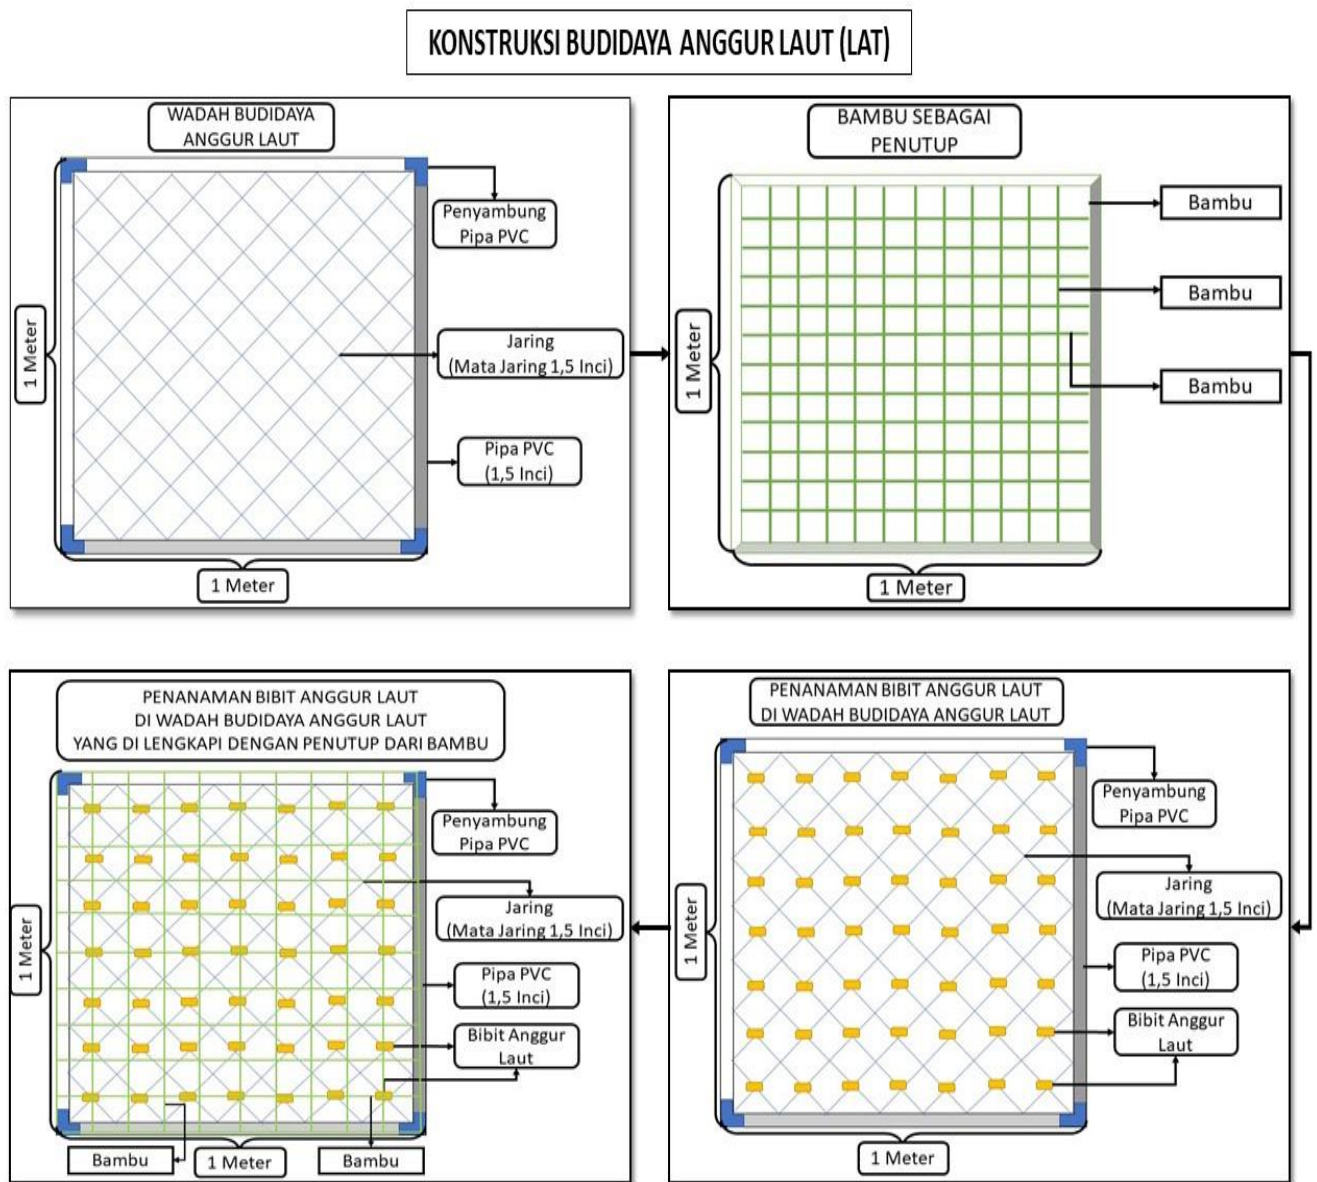 KONSTRUKSI BUDIDAYA ANGGUR LAUT (LAT)
WADAH BUDIDAYA
ANGGUR LAUT
Penyambung
Pipa PVC
1 Meter
Jaring
(Mata Jaring 1,5 Inci)
Pipa PVC
(1,5 Inci)
1 Meter
BAMBU SEBAGAI
PENUTUP
Bambu
Bambu
1 Meter
Bambu
1 Meter
PENANAMAN BIBIT ANGGUR LAUT
DI WADAH BUDIDAYA ANGGUR LAUT
Penyambung
Pipa PVC
Jaring
(Mata Jaring 1,5 Inci)
1 Meter
Pipa PVC
(1,5 Inci)
Bibit Anggur
Laut
1 Meter
PENANAMAN BIBIT ANGGUR LAUT
DI WADAH BUDIDAYA ANGGUR LAUT
YANG DI LENGKAPI DENGAN PENUTUP DARI BAMBU
Penyambung
Pipa PVC
Jaring
(Mata Jaring 1,5 Inci)
1 Meter
Pipa PVC
(1,5 Inci)
Bibit Anggur
Laut
Bambu
1 Meter
Bambu